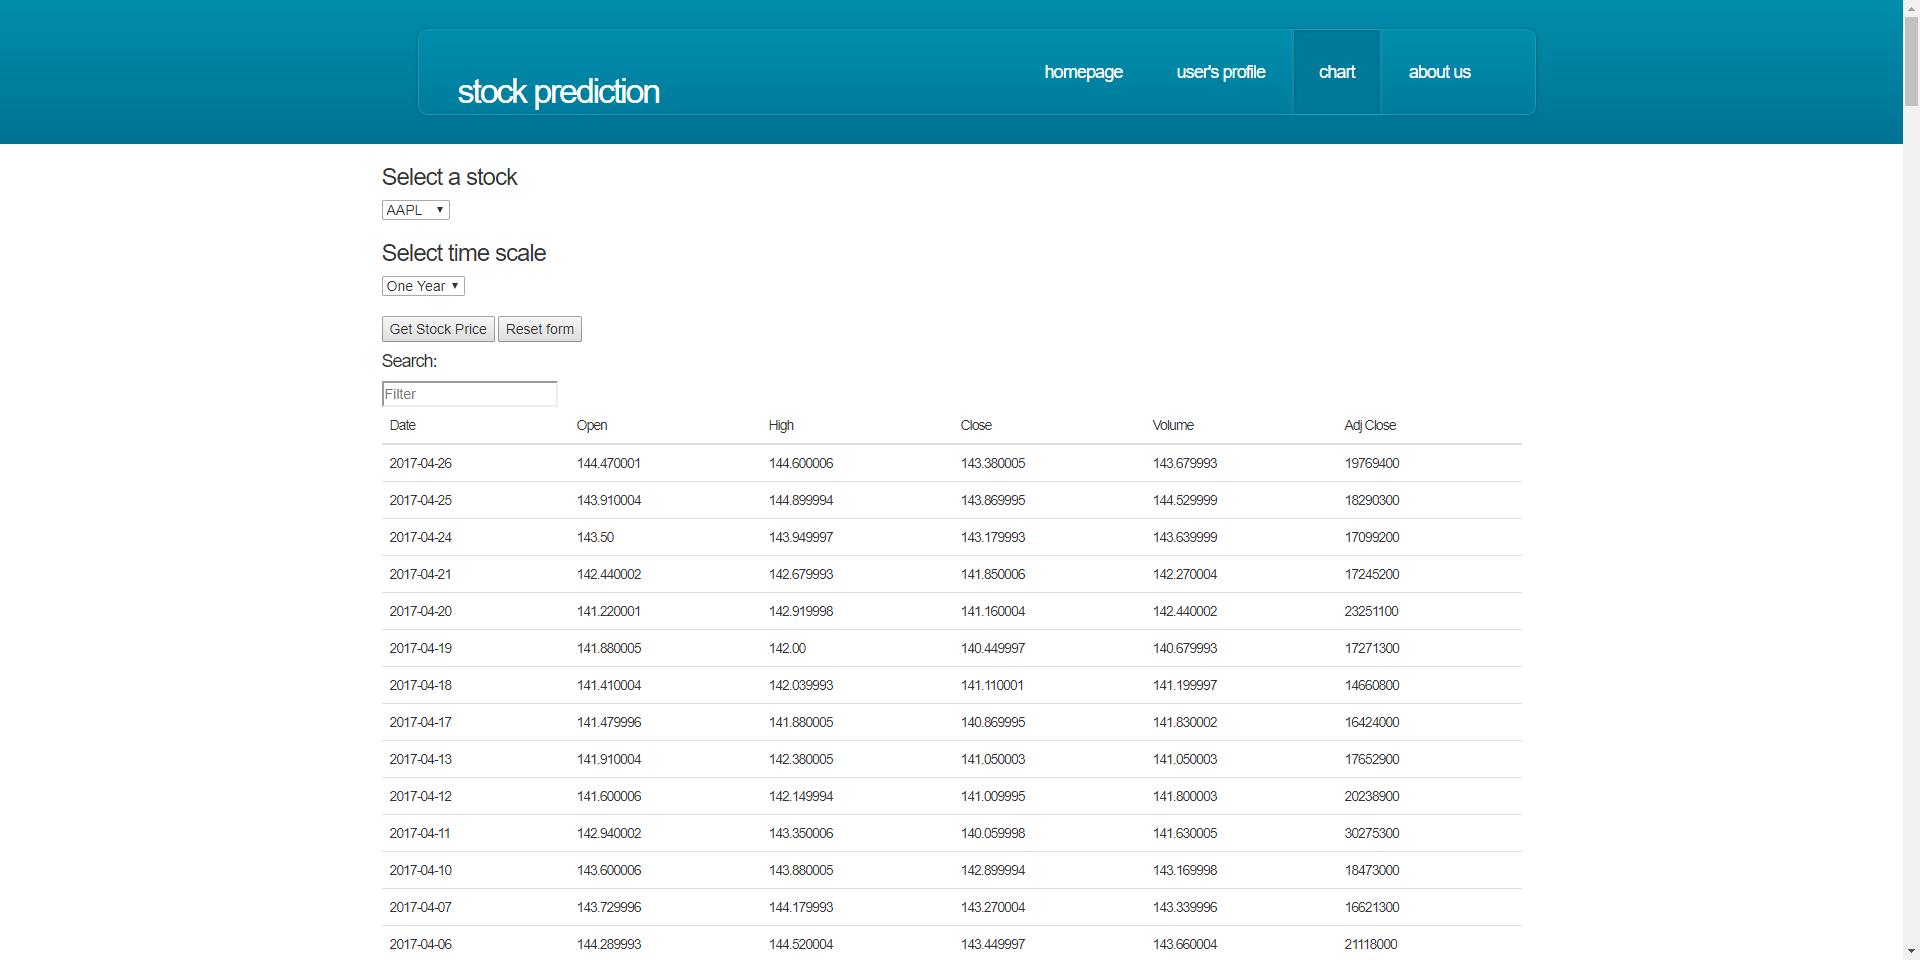 stock prediction
homepage user's profile chart about us
Select a stock
AAPL
Select time scale
One Year
Get Stock Price Reset form
Search:
Filter
Date Open High Close Volume Adj Close
2017-04-26 144.470001 144.600006 143.380005 143.679993 19769400
2017-04-25 143.910004 144.899994 143.869995 144.529999 18290300
2017-04-24 143.50 143.949997 143.179993 143.639999 17099200
2017-04-21 142.440002 142.679993 141.850006 142.270004 17245200
2017-04-20 141.220001 142.919998 141.160004 142.440002 23251100
2017-04-19 141.880005 142.00 140.449997 140.679993 17271300
2017-04-18 141.410004 142.039993 141.110001 141.199997 14660800
2017-04-17 141.479996 141.880005 140.869995 141.830002 16424000
2017-04-13 141.910004 142.380005 141.050003 141.050003 17652900
2017-04-12 141.600006 142.149994 141.009995 141.800003 20238900
2017-04-11 142.940002 143.350006 140.059998 141.630005 30275300
2017-04-10 143.600006 143.880005 142.899994 143.169998 18473000
2017-04-07 143.729996 144.179993 143.270004 143.339996 16621300
2017-04-06 144.289993 144.520004 143.449997 143.660004 21118000